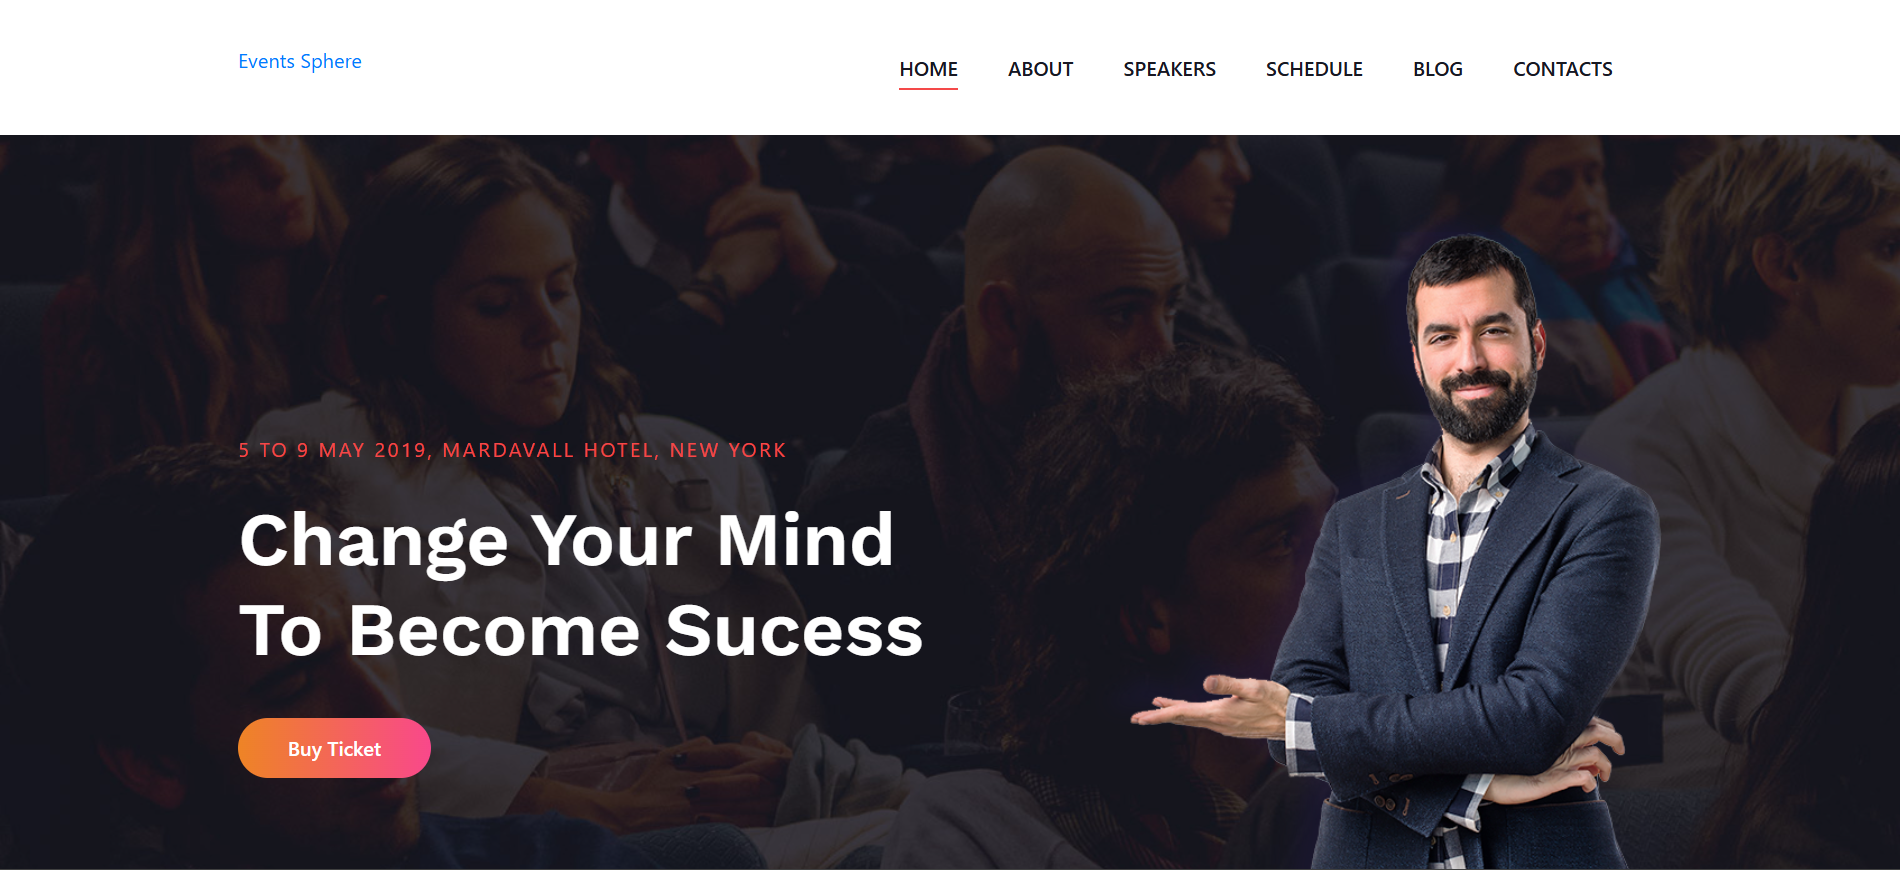 Events Sphere
HOME ABOUT SPEAKERS SCHEDULE BLOG CONTACTS
5 TO 9 MAY 2019, MARDAVALL HOTEL, NEW YORK
Change Your Mind
To Become Sucess
Buy Ticket